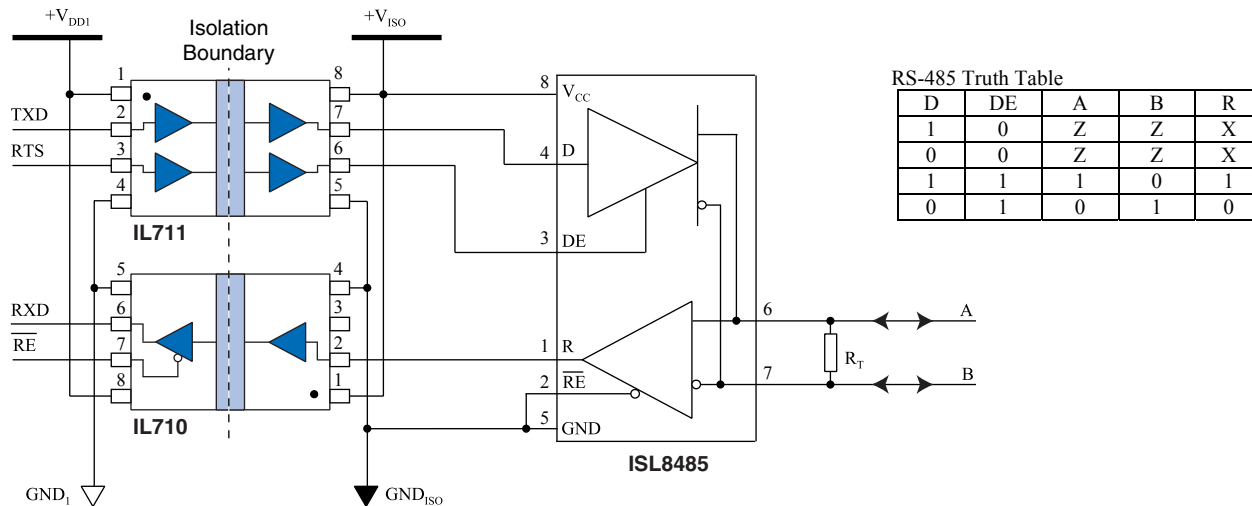 +VDD1
+VISO
Isolation
Boundary
1
8
TXD
2
7
RTS
3
6
4
5
IL711
5
4
RXD
6
3
RE
7
2
8
1
IL710
GND1
GNDISO
8
VCC
4
D
3
DE
6
A
1
R
RT
2
RE
7
B
5
GND
ISL8485
RS-485 Truth Table
D DE A B R
1 0 Z Z X
0 0 Z Z X
1 1 1 0 1
0 1 0 1 0